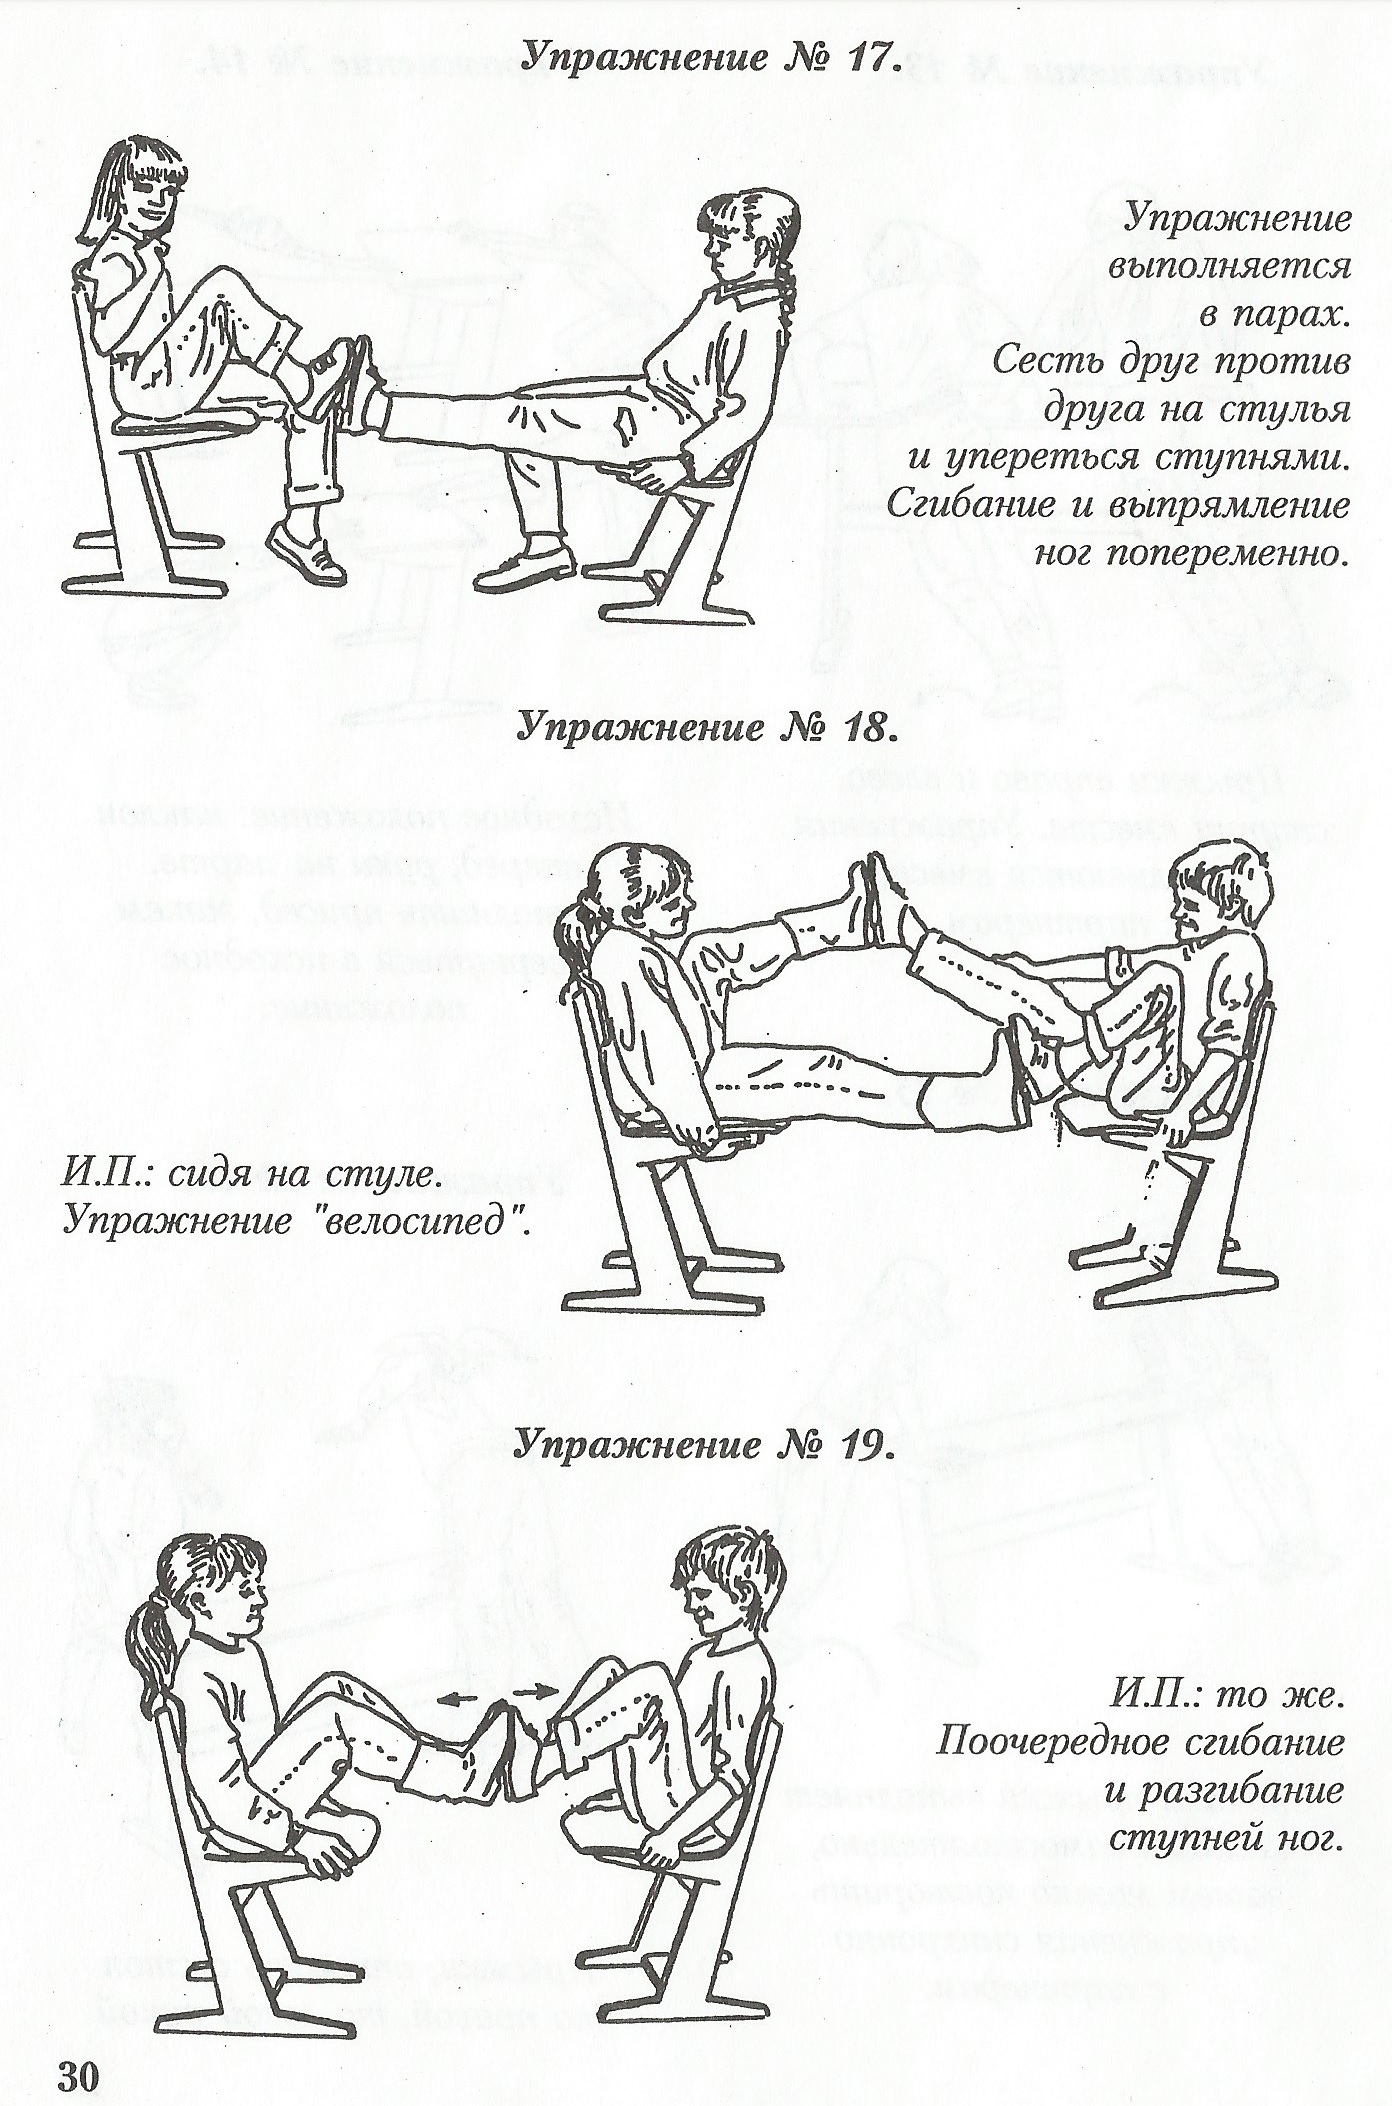 Упражнение № 17.
Упражнение
выполняется
в парах.
Сесть друг против
друга на стулья
и упереться ступнями.
Сгибание и выпрямление
ног попеременно.
Упражнение № 18.
И.П.: сидя на стуле.
Упражнение "велосипед".
Упражнение № 19.
И.П.: то же.
Поочередное сгибание
и разгибание
ступней ног.
30